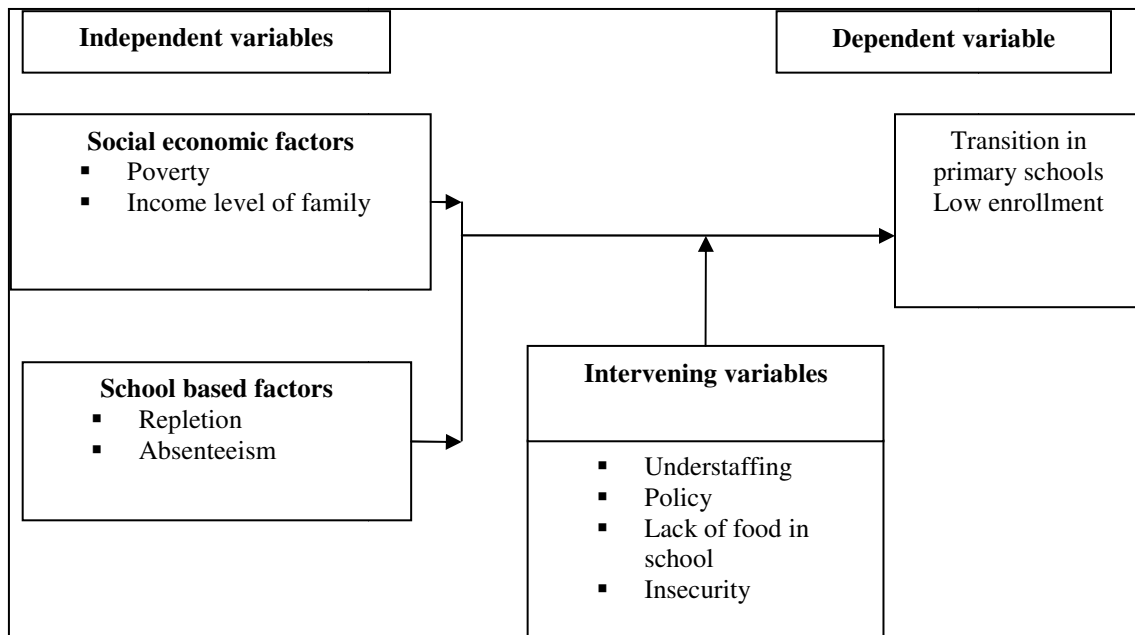 Independent variables
Dependent variable
Social economic factors
▪ Poverty
▪ Income level of family
Transition in
primary schools
Low enrollment
School based factors
▪ Repletion
▪ Absenteeism
Intervening variables
▪ Understaffing
▪ Policy
▪ Lack of food in
school
▪ Insecurity